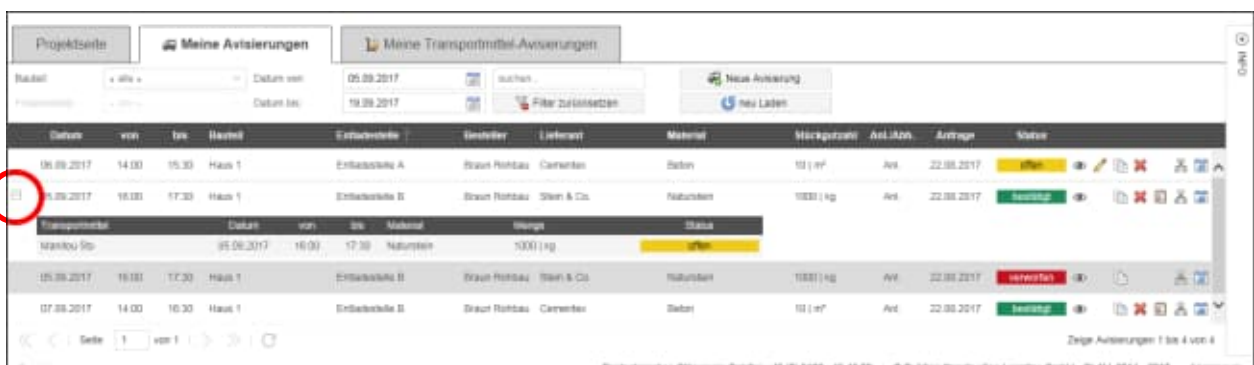 Projektseite Meine Avisierungen Meine Transportmittel-Avisierungen
INFO
Bauteil: « alle » Datum von: 05.09.2017 suchen... Neue Avisierung
Datum bis: 19.09.2017 Filter zurücksetzen neu Laden
Datum von bis Bauteil Entladestelle Besteller Lieferant Material Stückgutzahl Anl./Abh. Anfrage Status
06.09.2017 14:00 15:30 Haus 1 Entladestelle A Braun Rohbau Cementex Beton 10 | m³ Anl. 22.08.2017 offen
05.09.2017 16:00 17:30 Haus 1 Entladestelle B Braun Rohbau Stein & Co. Naturstein 1000 | kg Anl. 22.08.2017 bestätigt
Transportmittel Datum von bis Material Menge Status
Manitou Sto 05.09.2017 16:00 17:30 Naturstein 1000 | kg offen
05.09.2017 16:00 17:30 Haus 1 Entladestelle B Braun Rohbau Stein & Co. Naturstein 1000 | kg Anl. 22.08.2017 verworfen
07.09.2017 14:00 16:30 Haus 1 Entladestelle B Braun Rohbau Cementex Beton 10 | m³ Anl. 22.08.2017 bestätigt
Seite 1 von 1 Zeige Avisierungen 1 bis 4 von 4